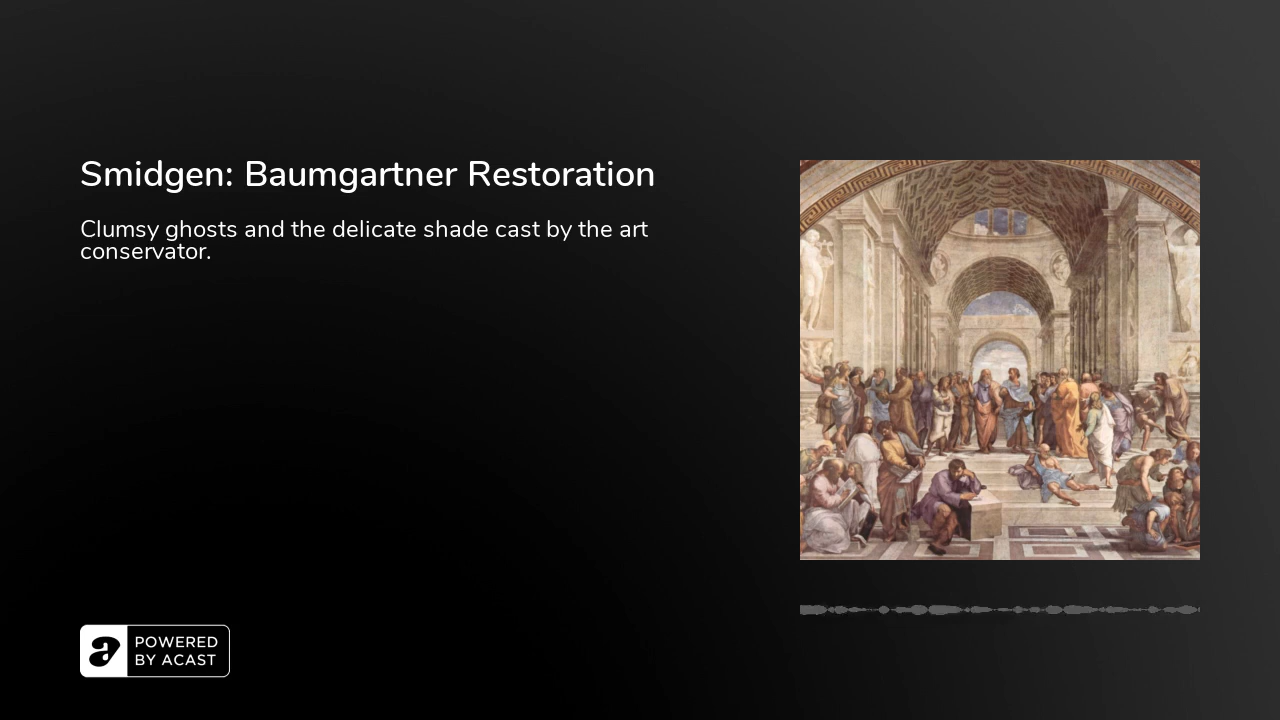 Smidgen: Baumgartner Restoration
Clumsy ghosts and the delicate shade cast by the art
conservator.
a POWERED
BY ACAST